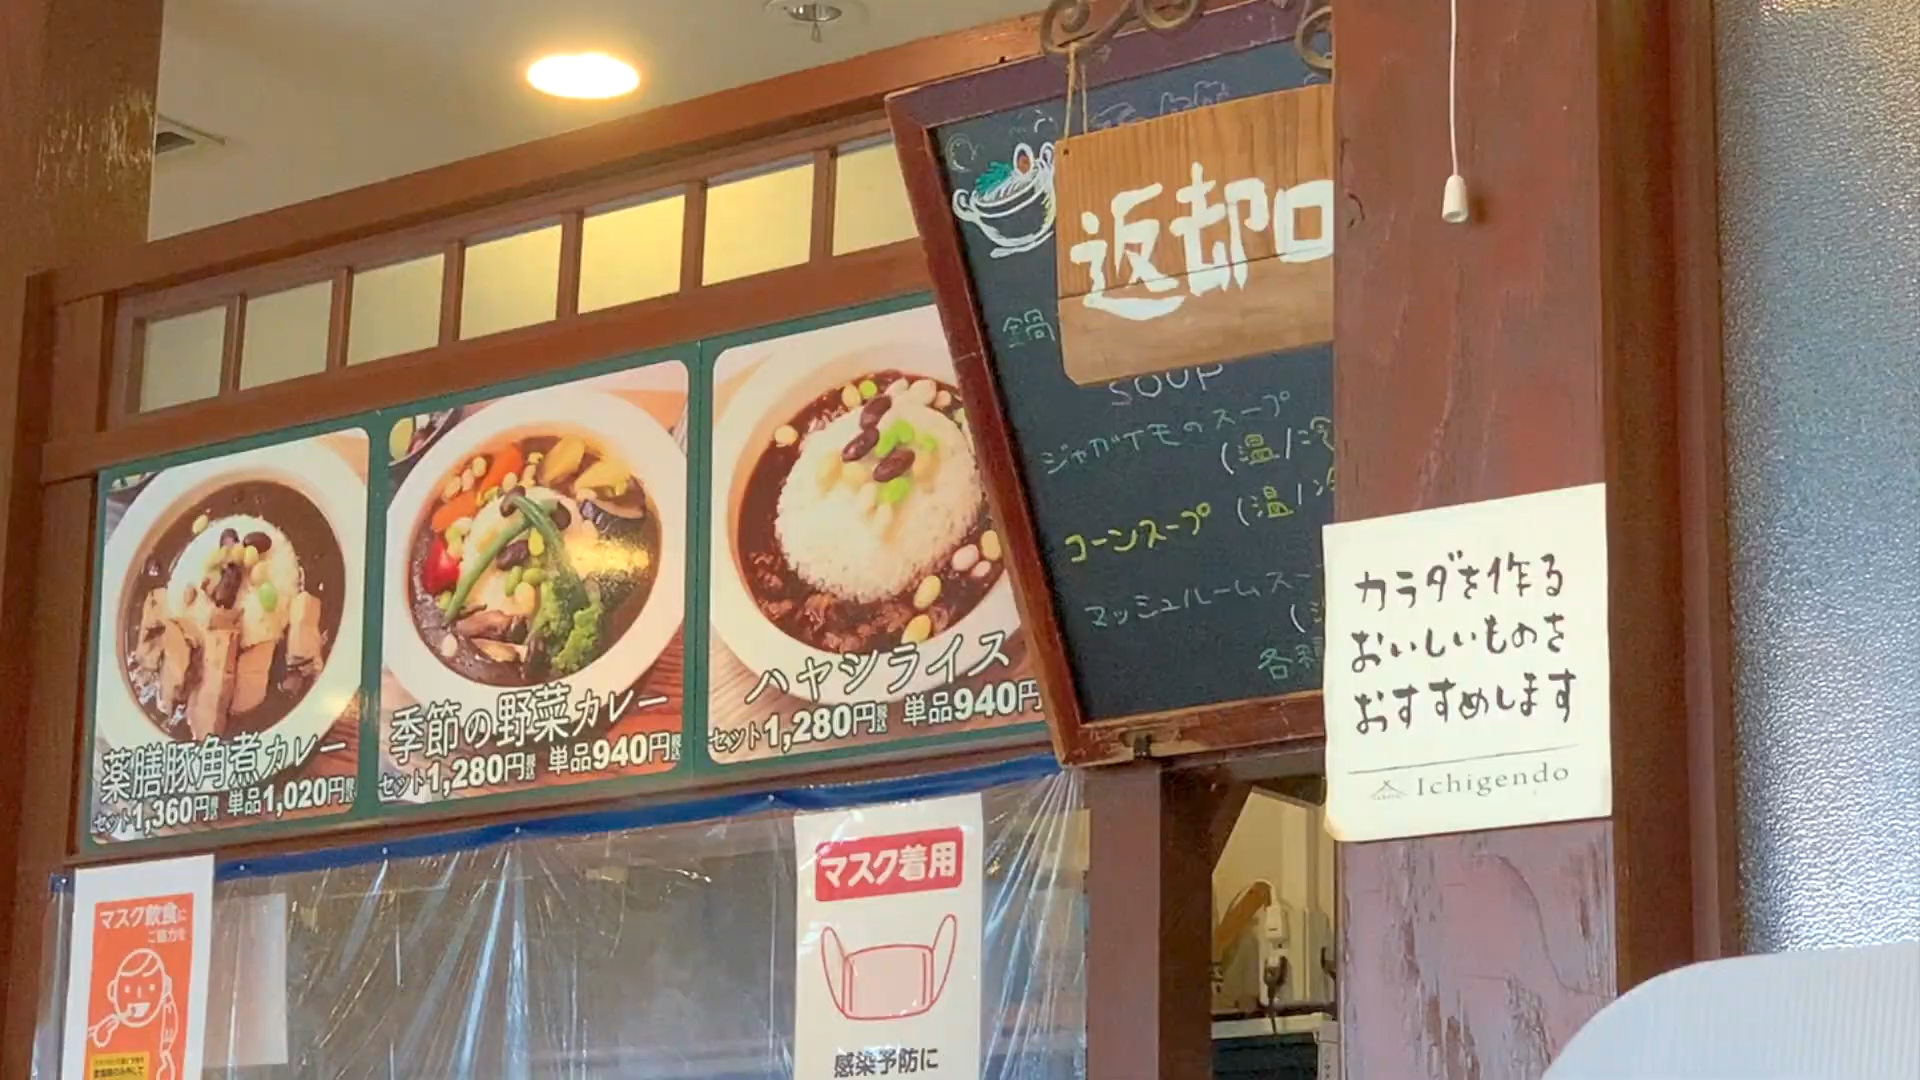 薬膳豚角煮カレー
セット1,360円 単品1,020円
季節の野菜カレー
セット1,280円 単品940円
ハヤシライス
セット1,280円 単品940円
返却口
鍋
SOUP
ジャガイモのスープ
(温/冷
コーンスープ (温/冷
マッシュルームスー
各種
カラダを作る
おいしいものを
おすすめします
Ichigendo
マスク飲食に
ご協力を
マスク着用
感染予防に